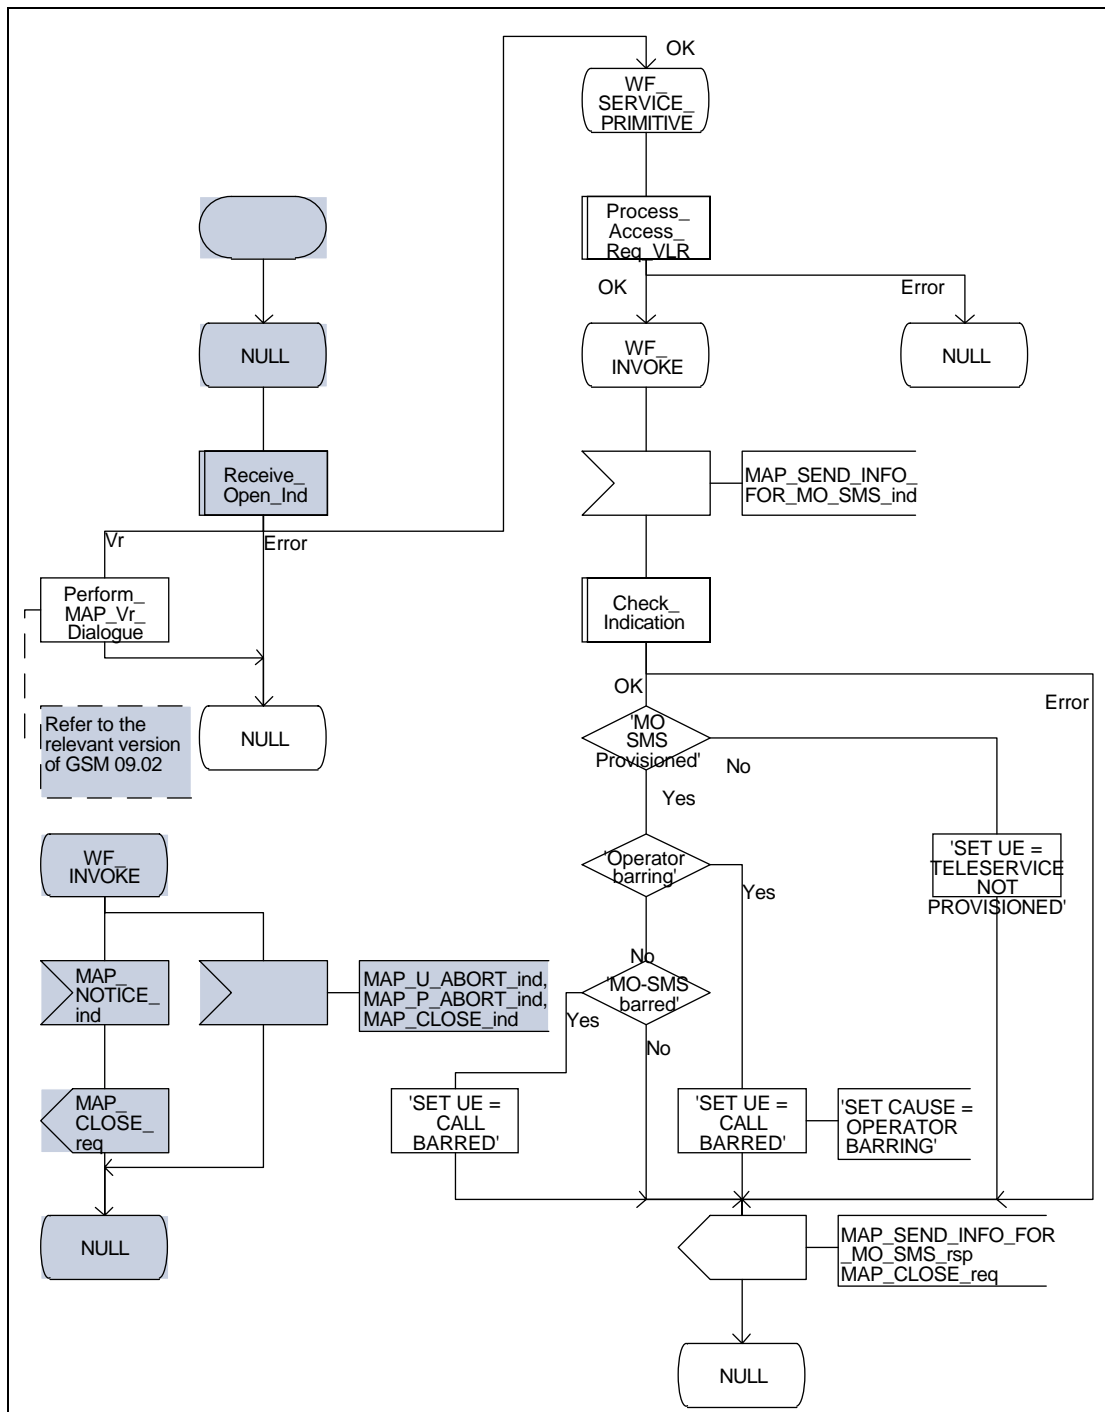 OK
WF_
SERVICE_
PRIMITIVE
Process_
Access_
Req_VLR
OK
Error
NULL
WF_
INVOKE
NULL
Receive_
Open_Ind
MAP_SEND_INFO_
FOR_MO_SMS_ind
Vr
Error
Perform_
MAP_Vr_
Dialogue
Check_
Indication
OK
Error
Refer to the
relevant version
of GSM 09.02
NULL
'MO
SMS
Provisioned'
No
Yes
WF_
INVOKE
'Operator
barring'
Yes
'SET UE =
TELESERVICE
NOT
PROVISIONED'
No
MAP_
NOTICE_
ind
MAP_U_ABORT_ind,
MAP_P_ABORT_ind,
MAP_CLOSE_ind
'MO-SMS
barred'
Yes
No
MAP_
CLOSE_
req
'SET UE =
CALL
BARRED'
'SET UE =
CALL
BARRED'
'SET CAUSE =
OPERATOR
BARRING'
NULL
MAP_SEND_INFO_FOR
_MO_SMS_rsp
MAP_CLOSE_req
NULL